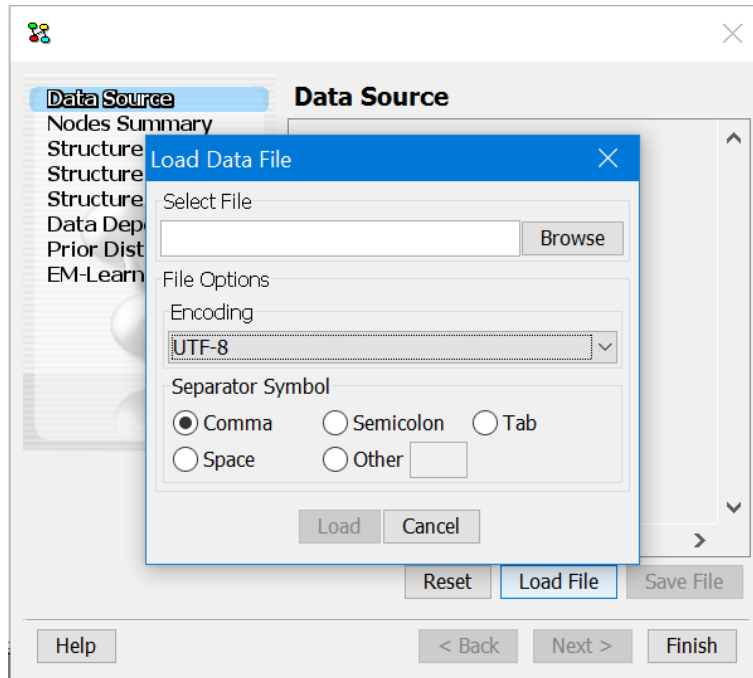 Data Source
Data Source
Nodes Summary
Structure
Structure
Structure
Data Dep
Prior Dist
EM-Learn
Load Data File
Select File
Browse
File Options
Encoding
UTF-8
Separator Symbol
Comma Semicolon Tab
Space Other
Load Cancel
Reset Load File Save File
Help < Back Next > Finish